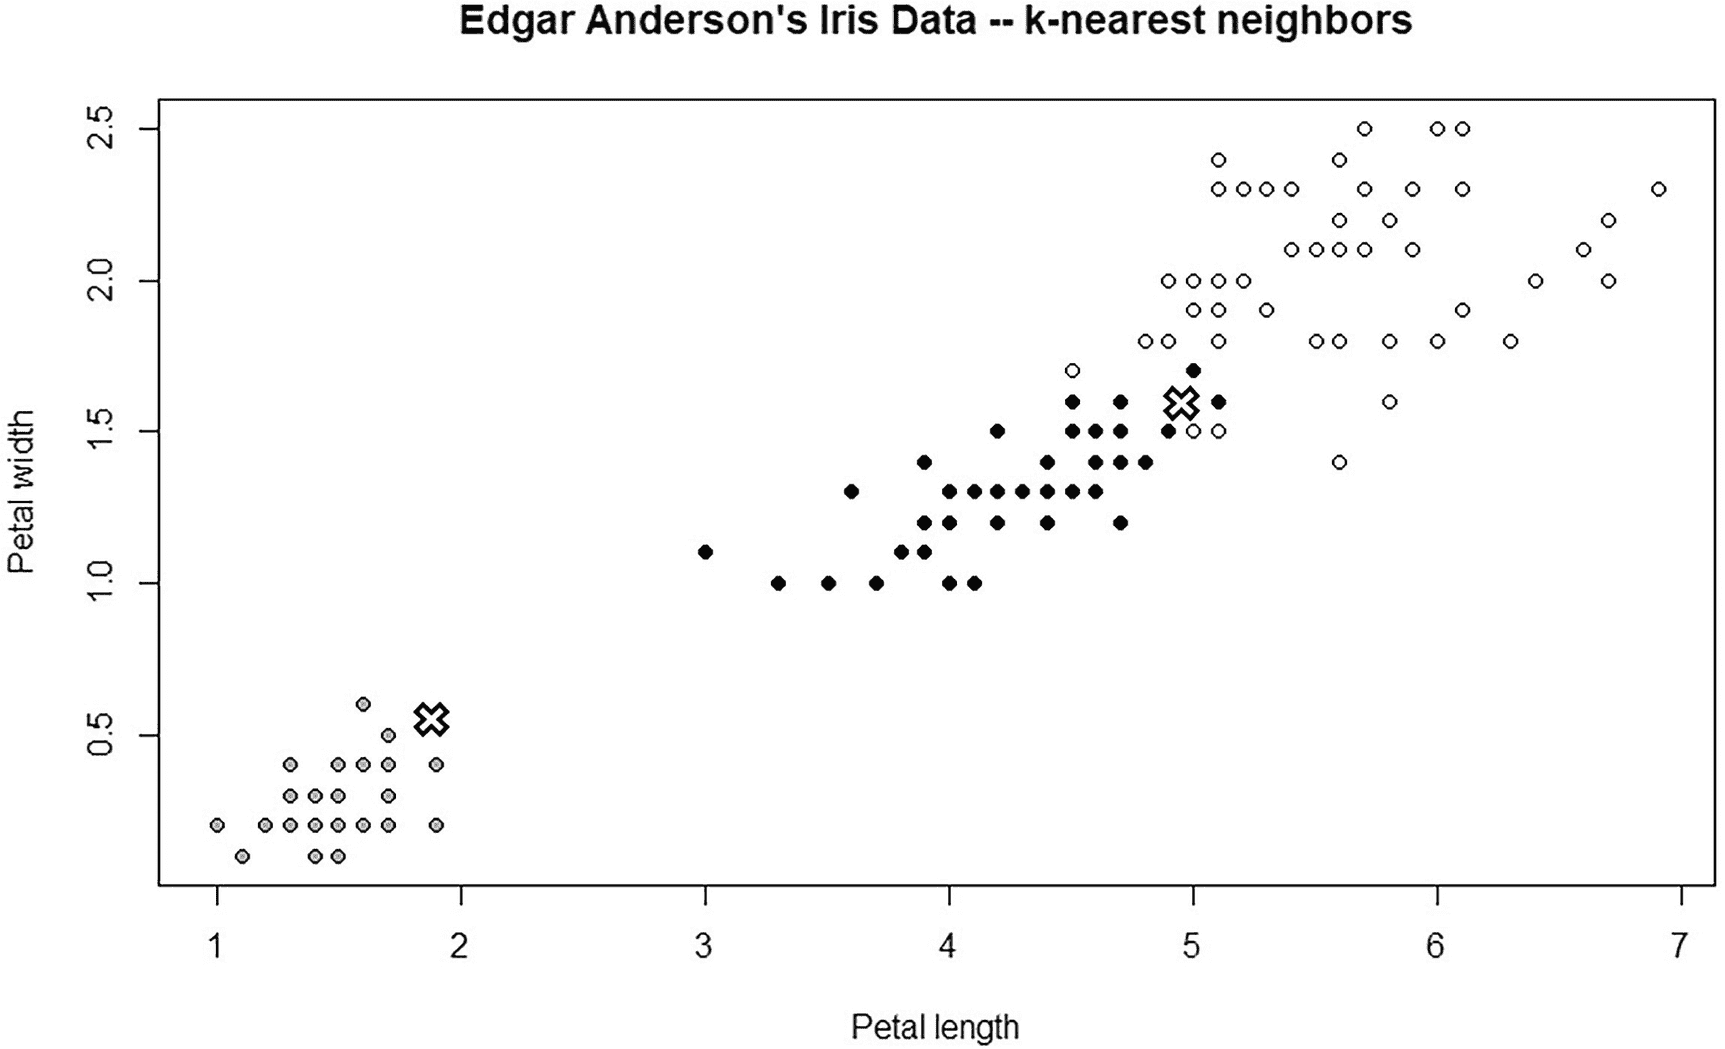 Edgar Anderson's Iris Data -- k-nearest neighbors
2.5
2.0
1.5
1.0
0.5
Petal width
1 2 3 4 5 6 7
Petal length